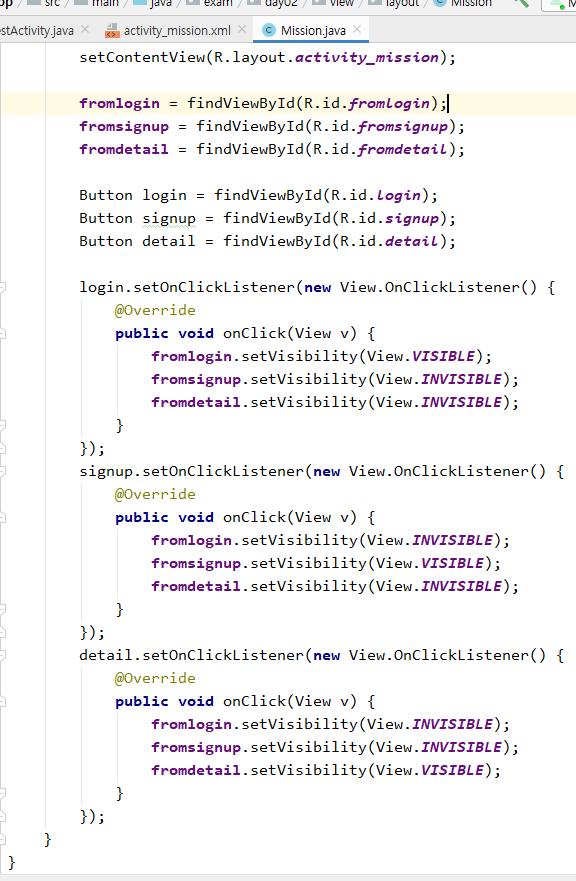 src main java exam day02 view layout Mission
stActivity.java activity_mission.xml Mission.java
setContentView(R.layout.activity_mission);
fromlogin = findViewById(R.id.fromlogin);
fromsignup = findViewById(R.id.fromsignup);
fromdetail = findViewById(R.id.fromdetail);
Button login = findViewById(R.id.login);
Button signup = findViewById(R.id.signup);
Button detail = findViewById(R.id.detail);
login.setOnClickListener(new View.OnClickListener() {
@Override
public void onClick(View v) {
fromlogin.setVisibility(View.VISIBLE);
fromsignup.setVisibility(View.INVISIBLE);
fromdetail.setVisibility(View.INVISIBLE);
}
});
signup.setOnClickListener(new View.OnClickListener() {
@Override
public void onClick(View v) {
fromlogin.setVisibility(View.INVISIBLE);
fromsignup.setVisibility(View.VISIBLE);
fromdetail.setVisibility(View.INVISIBLE);
}
});
detail.setOnClickListener(new View.OnClickListener() {
@Override
public void onClick(View v) {
fromlogin.setVisibility(View.INVISIBLE);
fromsignup.setVisibility(View.INVISIBLE);
fromdetail.setVisibility(View.VISIBLE);
}
});
}
}